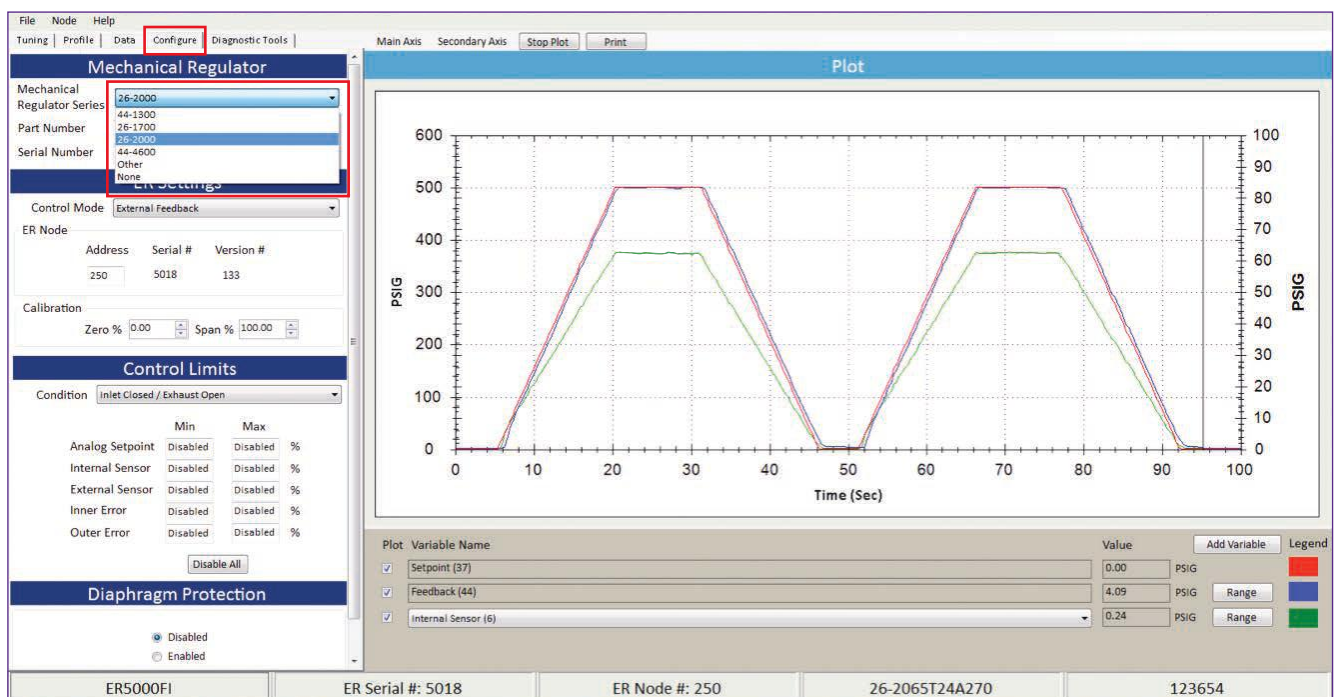 File Node Help
Tuning Profile Data Configure Diagnostic Tools
Main Axis Secondary Axis Stop Plot Print
Mechanical Regulator
Mechanical
Regulator Series
26-2000
44-1300
26-1700
26-2000
44-4600
Other
None
Part Number
Serial Number
ER Settings
Control Mode External Feedback
ER Node
Address Serial # Version #
250 5018 133
Calibration
Zero % 0.00 Span % 100.00
Control Limits
Condition Inlet Closed / Exhaust Open
Min Max
Analog Setpoint Disabled Disabled %
Internal Sensor Disabled Disabled %
External Sensor Disabled Disabled %
Inner Error Disabled Disabled %
Outer Error Disabled Disabled %
Disable All
Diaphragm Protection
Disabled
Enabled
Plot
PSIG
600
500
400
300
200
100
0
100
90
80
70
60
50
40
30
20
10
0
PSIG
0 10 20 30 40 50 60 70 80 90 100
Time (Sec)
Plot Variable Name Value Add Variable Legend
Setpoint (37) 0.00 PSIG
Feedback (44) 4.09 PSIG Range
Internal Sensor (6) 0.24 PSIG Range
ER5000FI ER Serial #: 5018 ER Node #: 250 26-2065T24A270 123654